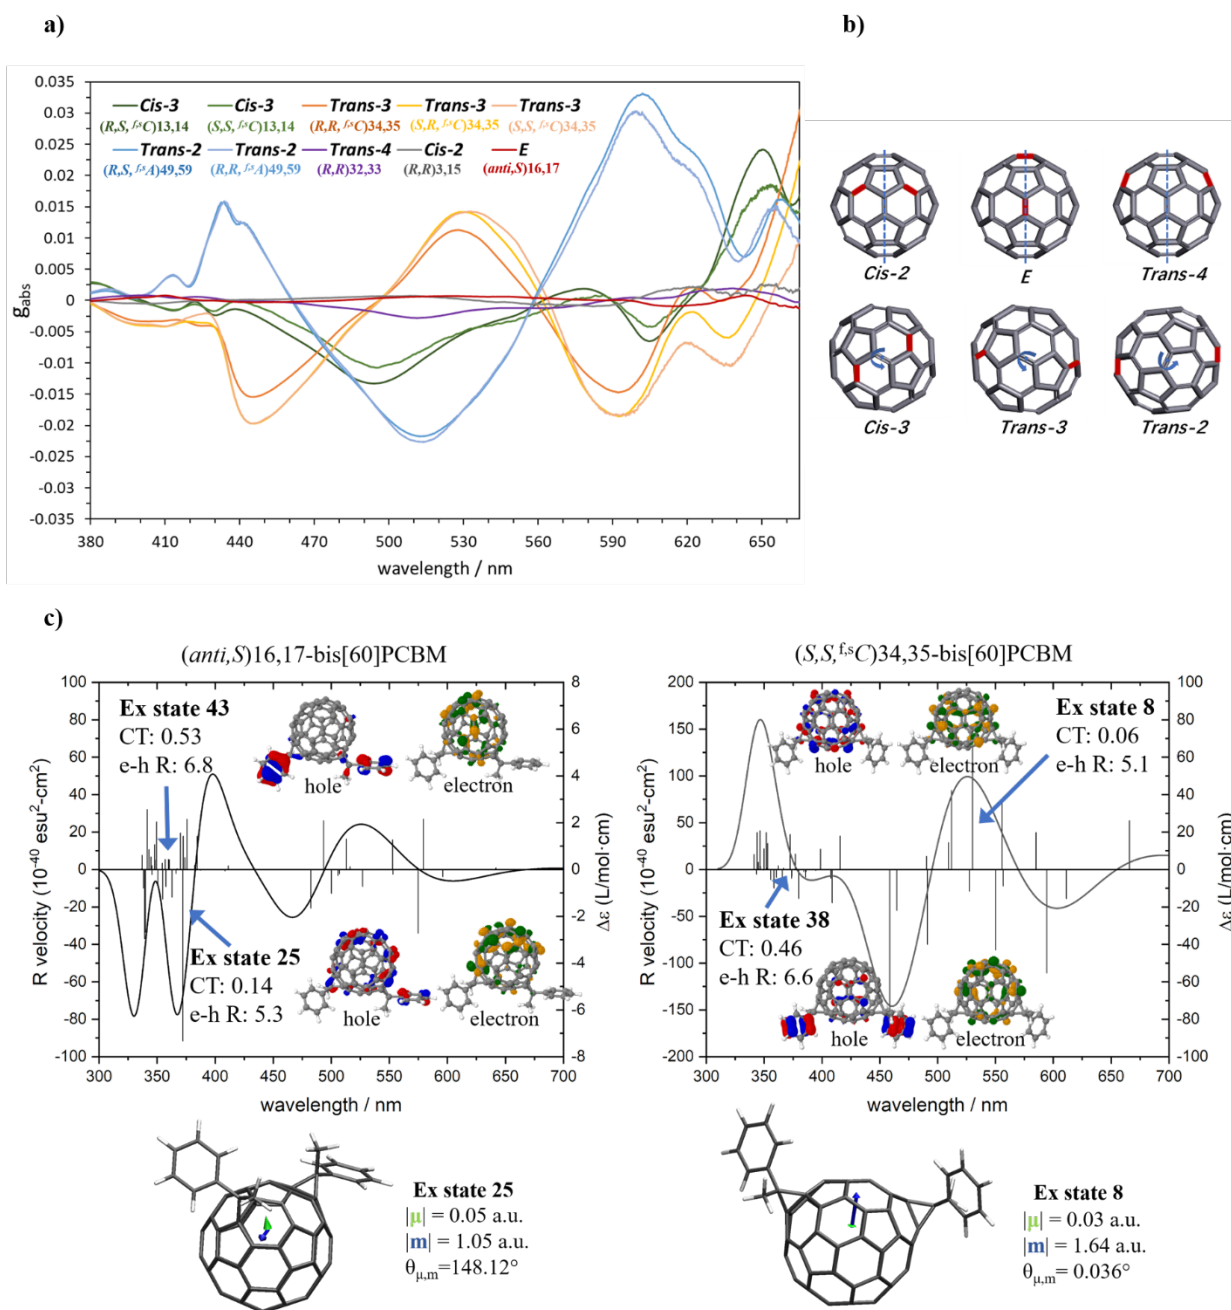 a)
b)
0.035
0.03
0.025
0.02
0.015
0.01
0.005
0
-0.005
-0.01
-0.015
-0.02
-0.025
-0.03
-0.035
gabs
Cis-3 Cis-3 Trans-3 Trans-3 Trans-3
(R,S, f,sC)13,14 (S,S, f,sC)13,14 (R,R, f,sC)34,35 (S,R, f,sC)34,35 (S,S, f,sC)34,35
Trans-2 Trans-2 Trans-4 Cis-2 E
(R,S, f,sA)49,59 (R,R, f,sA)49,59 (R,R)32,33 (R,R)3,15 (anti,S)16,17
380 410 440 470 500 530 560 590 620 650
wavelength / nm
Cis-2 E Trans-4
Cis-3 Trans-3 Trans-2
c)
(anti,S)16,17-bis[60]PCBM
100
80
60
40
20
0
-20
-40
-60
-80
-100
R velocity (10⁻⁴⁰ esu²-cm²)
8
6
4
2
0
-2
-4
-6
-8
Δε (L/mol·cm)
Ex state 43
CT: 0.53
e-h R: 6.8
hole electron
Ex state 25
CT: 0.14
e-h R: 5.3
hole electron
300 350 400 450 500 550 600 650 700
wavelength / nm
(S,S,f,sC)34,35-bis[60]PCBM
200
150
100
50
0
-50
-100
-150
-200
R velocity (10⁻⁴⁰ esu²-cm²)
100
80
60
40
20
0
-20
-40
-60
-80
-100
Δε (L/mol·cm)
Ex state 8
CT: 0.06
e-h R: 5.1
hole electron
Ex state 38
CT: 0.46
e-h R: 6.6
hole electron
300 350 400 450 500 550 600 650 700
wavelength / nm
Ex state 25
|μ| = 0.05 a.u.
|m| = 1.05 a.u.
θμ,m=148.12°
Ex state 8
|μ| = 0.03 a.u.
|m| = 1.64 a.u.
θμ,m=0.036°